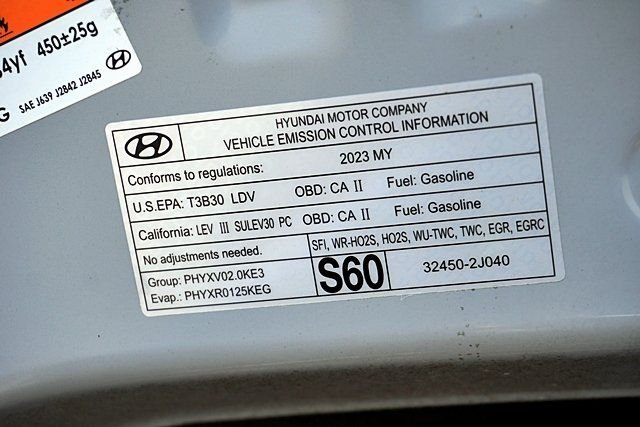 4yf 450±25g
G SAE J639 J2842 J2845
HYUNDAI MOTOR COMPANY
VEHICLE EMISSION CONTROL INFORMATION
Conforms to regulations: 2023 MY
U.S.EPA: T3B30 LDV OBD: CA II Fuel: Gasoline
California: LEV III SULEV30 PC OBD: CA II Fuel: Gasoline
No adjustments needed. SFI, WR-HO2S, HO2S, WU-TWC, TWC, EGR, EGRC
Group: PHYXV02.0KE3
Evap.: PHYXR0125KEG
S60 32450-2J040